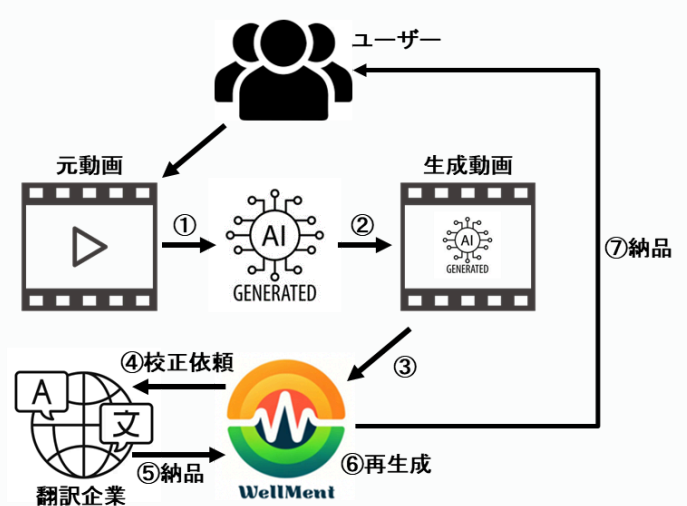 ユーザー
元動画
生成動画
①
AI
GENERATED
②
AI
GENERATED
⑦納品
③
④校正依頼
A
文
⑤納品
⑥再生成
WellMent
翻訳企業